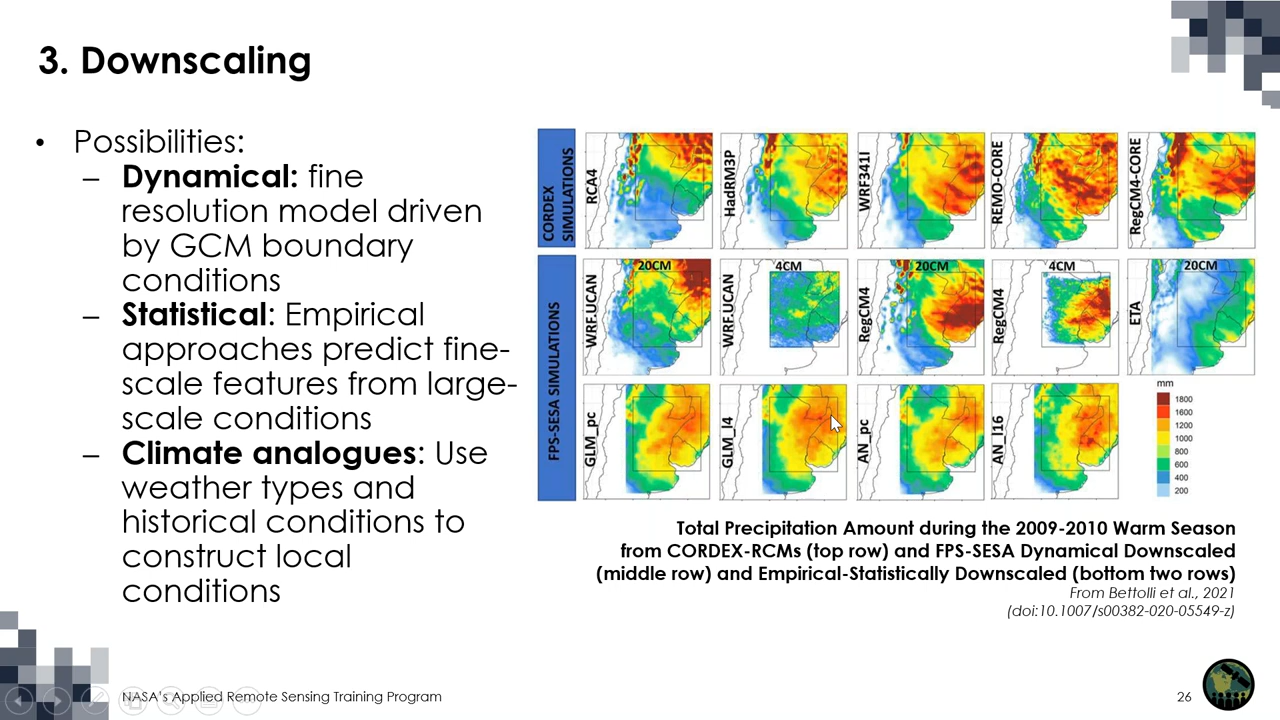 3. Downscaling
• Possibilities:
– Dynamical: fine
resolution model driven
by GCM boundary
conditions
– Statistical: Empirical
approaches predict fine-
scale features from large-
scale conditions
– Climate analogues: Use
weather types and
historical conditions to
construct local
conditions
CORDEX
SIMULATIONS
RCA4
HadRM3P
WRF341I
REMO-CORE
RegCM4-CORE
FPS-SESA SIMULATIONS
WRF.UCAN
20CM
WRF.UCAN
4CM
RegCM4
20CM
RegCM4
4CM
ETA
20CM
GLM_pc
GLM_l4
AN_pc
AN_l16
mm
1800
1600
1200
1000
800
600
400
200
Total Precipitation Amount during the 2009-2010 Warm Season
from CORDEX-RCMs (top row) and FPS-SESA Dynamical Downscaled
(middle row) and Empirical-Statistically Downscaled (bottom two rows)
From Bettolli et al., 2021
(doi:10.1007/s00382-020-05549-z)
NASA's Applied Remote Sensing Training Program
26